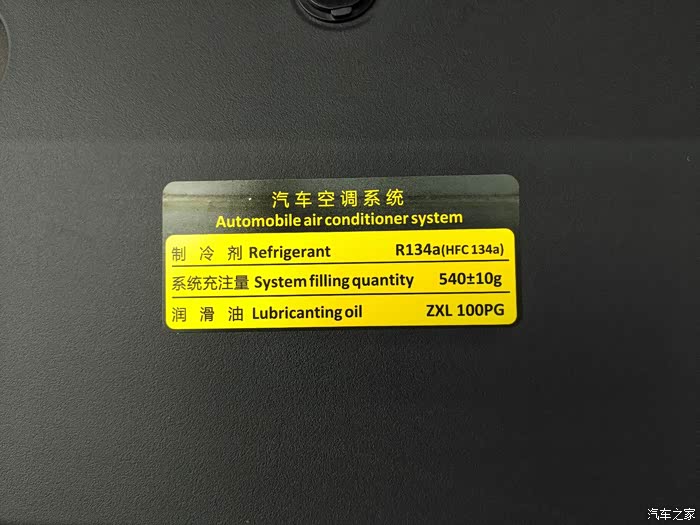 汽车空调系统
Automobile air conditioner system
制冷剂 Refrigerant R134a(HFC 134a)
系统充注量 System filling quantity 540±10g
润滑油 Lubricanting oil ZXL 100PG
汽车之家